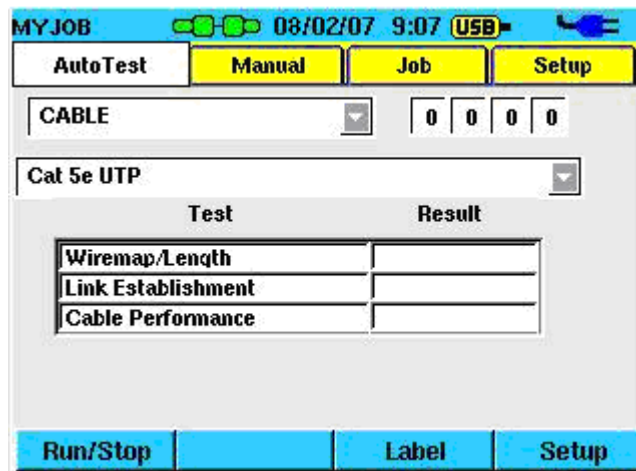 MYJOB 08/02/07 9:07 USB
AutoTest Manual Job Setup
CABLE 0 0 0 0
Cat 5e UTP
Test Result
Wiremap/Length
Link Establishment
Cable Performance
Run/Stop Label Setup